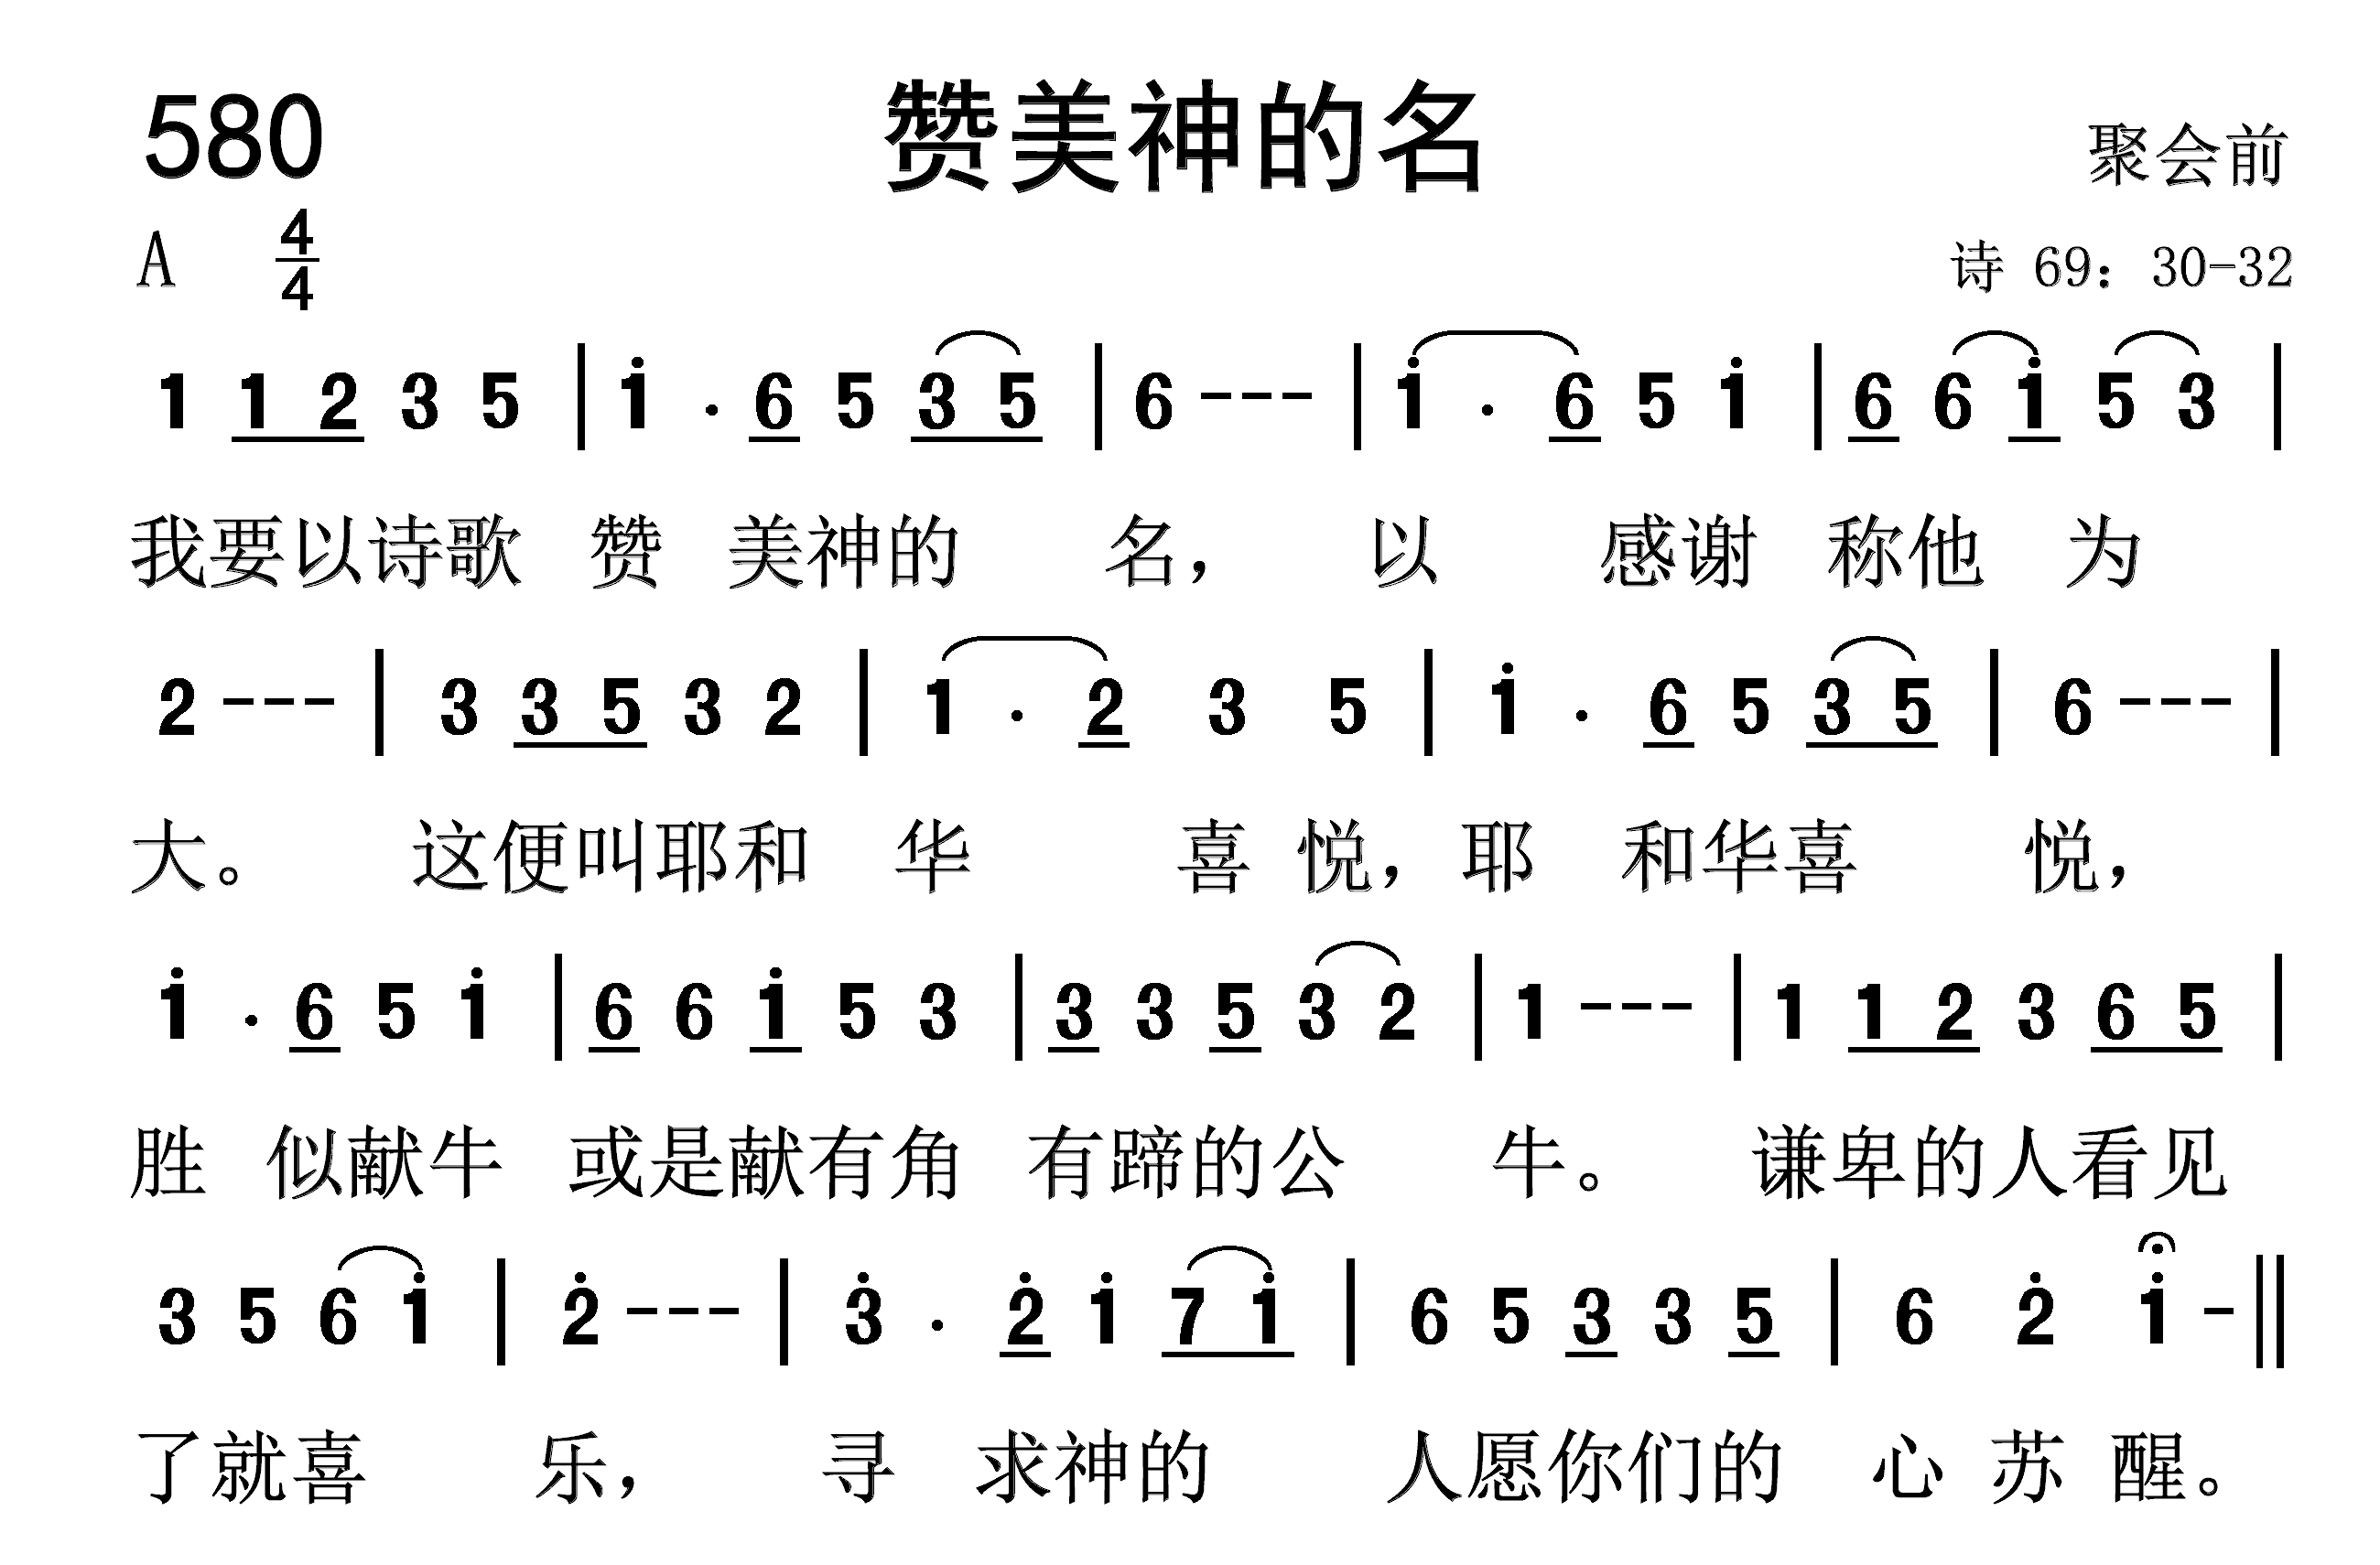 580 赞美神的名 聚会前
A 4/4 诗 69：30-32
1 1 2 3 5 | i · 6 5 3 5 | 6 - - - | i · 6 5 i | 6 6 i 5 3 |
我要以诗歌 赞 美神的 名， 以 感谢 称他 为
2 - - - | 3 3 5 3 2 | 1 · 2 3 5 | i · 6 5 3 5 | 6 - - - |
大。 这便叫耶和 华 喜 悦，耶 和华喜 悦，
i · 6 5 i | 6 6 i 5 3 | 3 3 5 3 2 | 1 - - - | 1 1 2 3 6 5 |
胜 似献牛 或是献有角 有蹄的公 牛。 谦卑的人看见
3 5 6 i | 2̇ - - - | 3̇ · 2̇ i 7 i | 6 5 3 3 5 | 6 2̇ i - ||
了就喜 乐， 寻 求神的 人愿你们的 心 苏 醒。